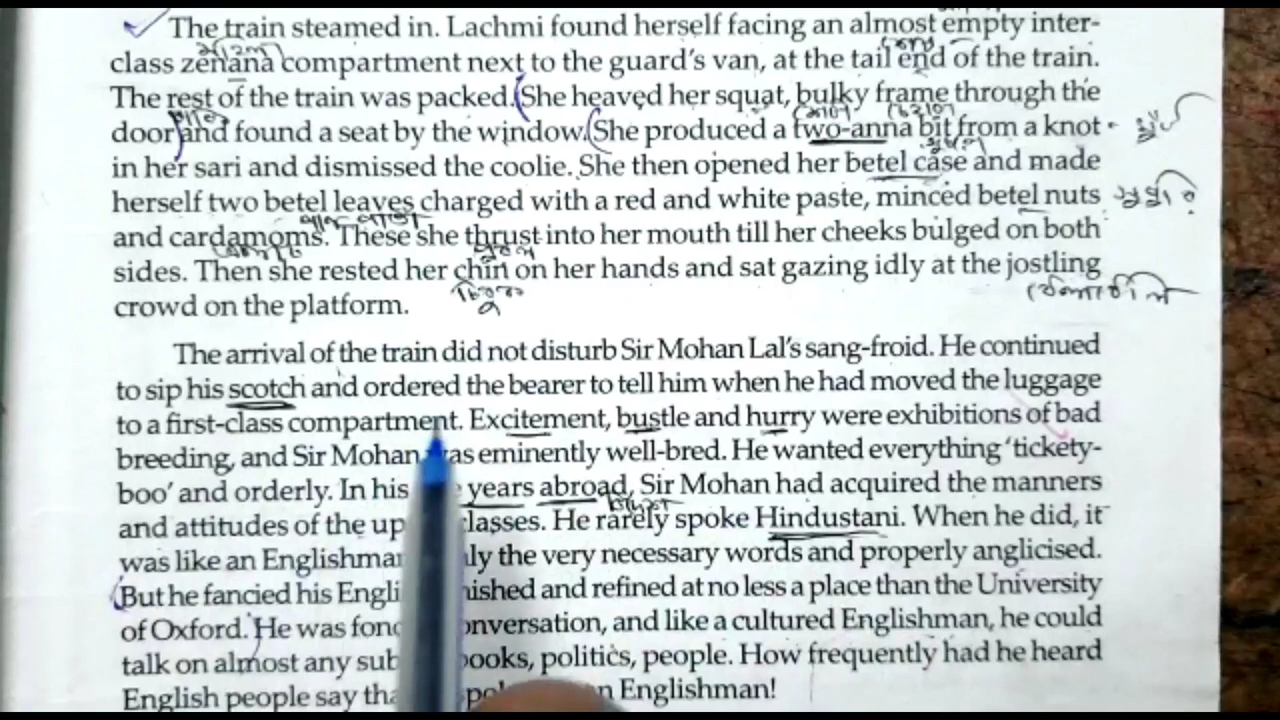 The train steamed in. Lachmi found herself facing an almost empty inter-
class zenana compartment next to the guard's van, at the tail end of the train.
The rest of the train was packed. She heaved her squat, bulky frame through the
door and found a seat by the window. She produced a two-anna bit from a knot
in her sari and dismissed the coolie. She then opened her betel case and made
herself two betel leaves charged with a red and white paste, minced betel nuts
and cardamoms. These she thrust into her mouth till her cheeks bulged on both
sides. Then she rested her chin on her hands and sat gazing idly at the jostling
crowd on the platform.
The arrival of the train did not disturb Sir Mohan Lal's sang-froid. He continued
to sip his scotch and ordered the bearer to tell him when he had moved the luggage
to a first-class compartment. Excitement, bustle and hurry were exhibitions of bad
breeding, and Sir Mohan was eminently well-bred. He wanted everything 'tickety-
boo' and orderly. In his years abroad, Sir Mohan had acquired the manners
and attitudes of the up classes. He rarely spoke Hindustani. When he did, it
was like an Englishman the very necessary words and properly anglicised.
But he fancied his Engli and refined at no less a place than the University
of Oxford. He was fond conversation, and like a cultured Englishman, he could
talk on almost any sub books, politics, people. How frequently had he heard
English people say tha Englishman!